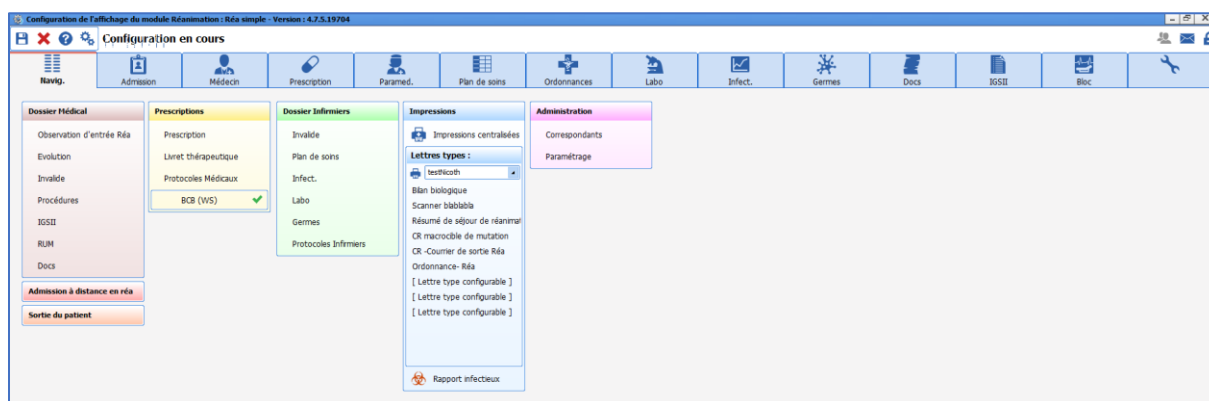 Configuration de l'affichage du module Réanimation : Réa simple - Version : 4.7.5.19704
Configuration en cours
Navig.
Admission
Médecin
Prescription
Paramed.
Plan de soins
Ordonnances
Labo
Infect.
Germes
Docs
IGSII
Bloc
Dossier Médical
Observation d'entrée Réa
Evolution
Invalide
Procédures
IGSII
RUM
Docs
Admission à distance en réa
Sortie du patient
Prescriptions
Prescription
Livret thérapeutique
Protocoles Médicaux
BCB (WS)
Dossier Infirmiers
Invalide
Plan de soins
Infect.
Labo
Germes
Protocoles Infirmiers
Impressions
Impressions centralisées
Lettres types :
testNicoth
Bilan biologique
Scanner blablabla
Résumé de séjour de réanimat
CR macrocible de mutation
CR -Courrier de sortie Réa
Ordonnance- Réa
[ Lettre type configurable ]
[ Lettre type configurable ]
[ Lettre type configurable ]
Rapport infectieux
Administration
Correspondants
Paramétrage